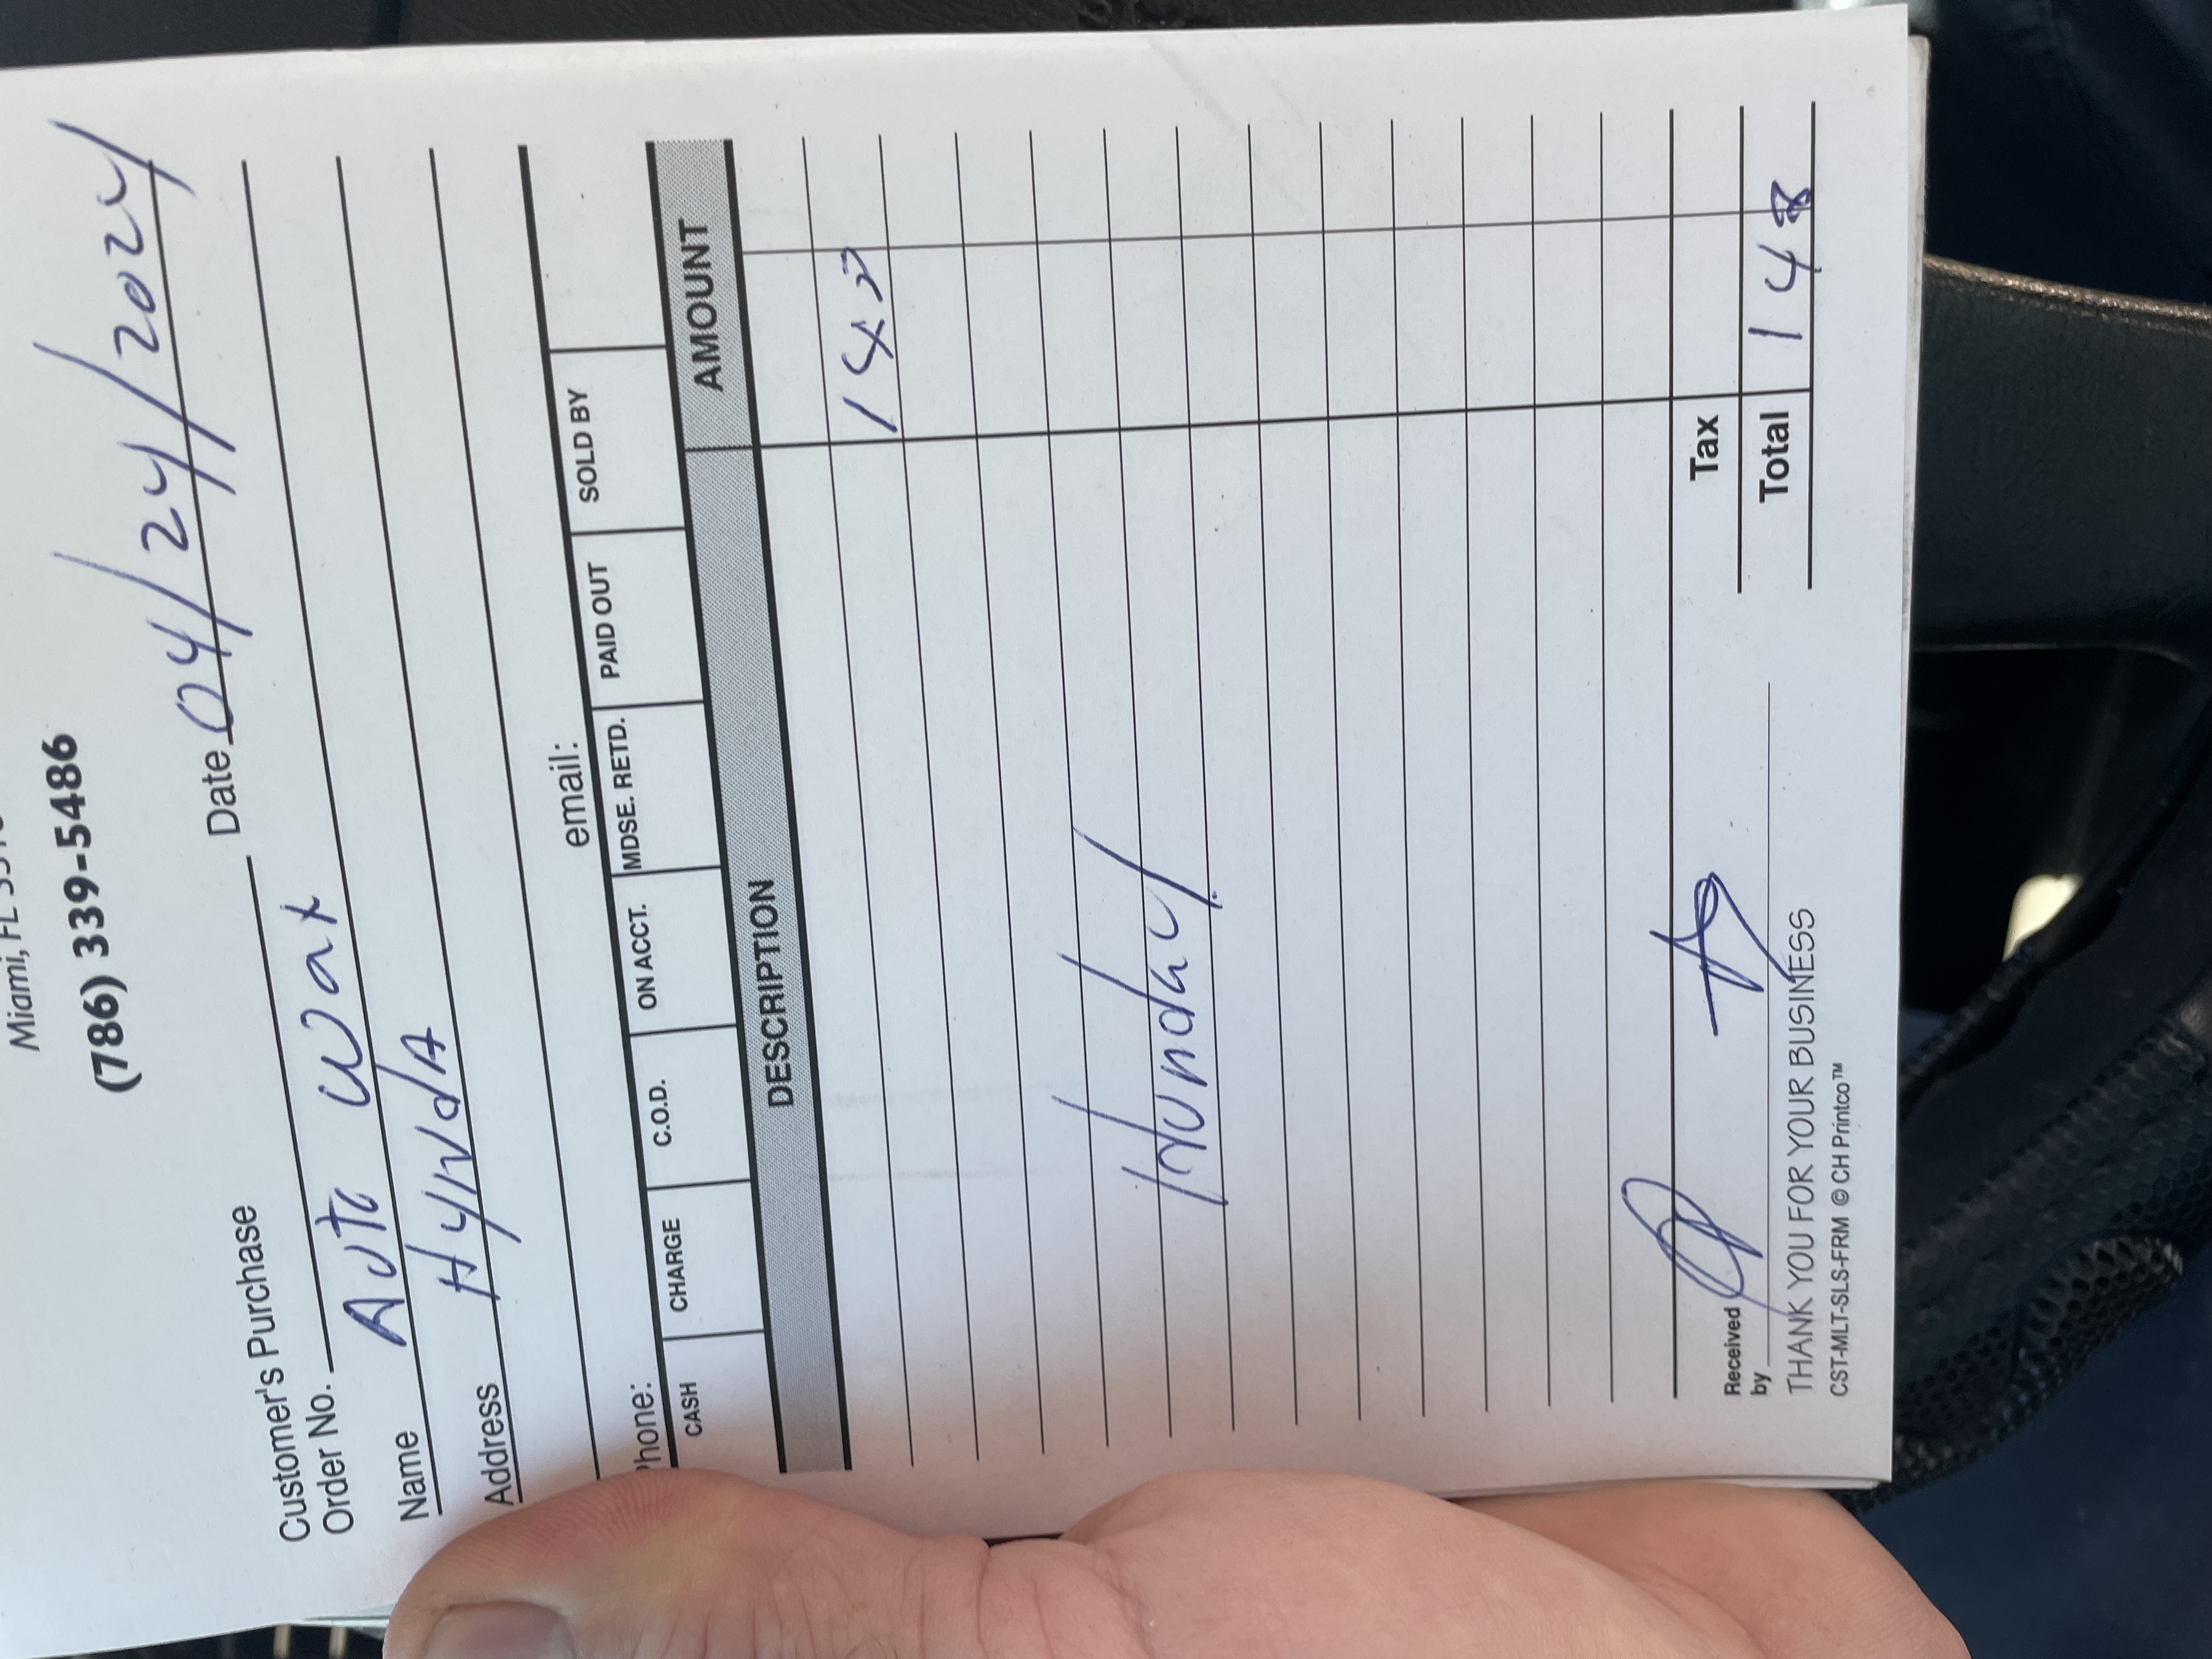 Miami, FL
(786) 339-5486
Customer's Purchase
Order No. Date 04/24/2024
Name Auto Wax
Address HyundA
Phone: email:
CASH CHARGE C.O.D. ON ACCT. MDSE. RETD. PAID OUT SOLD BY
DESCRIPTION AMOUNT
Tax
Total 148
Received
by
THANK YOU FOR YOUR BUSINESS
CST-MLT-SLS-FRM © CH Printco™